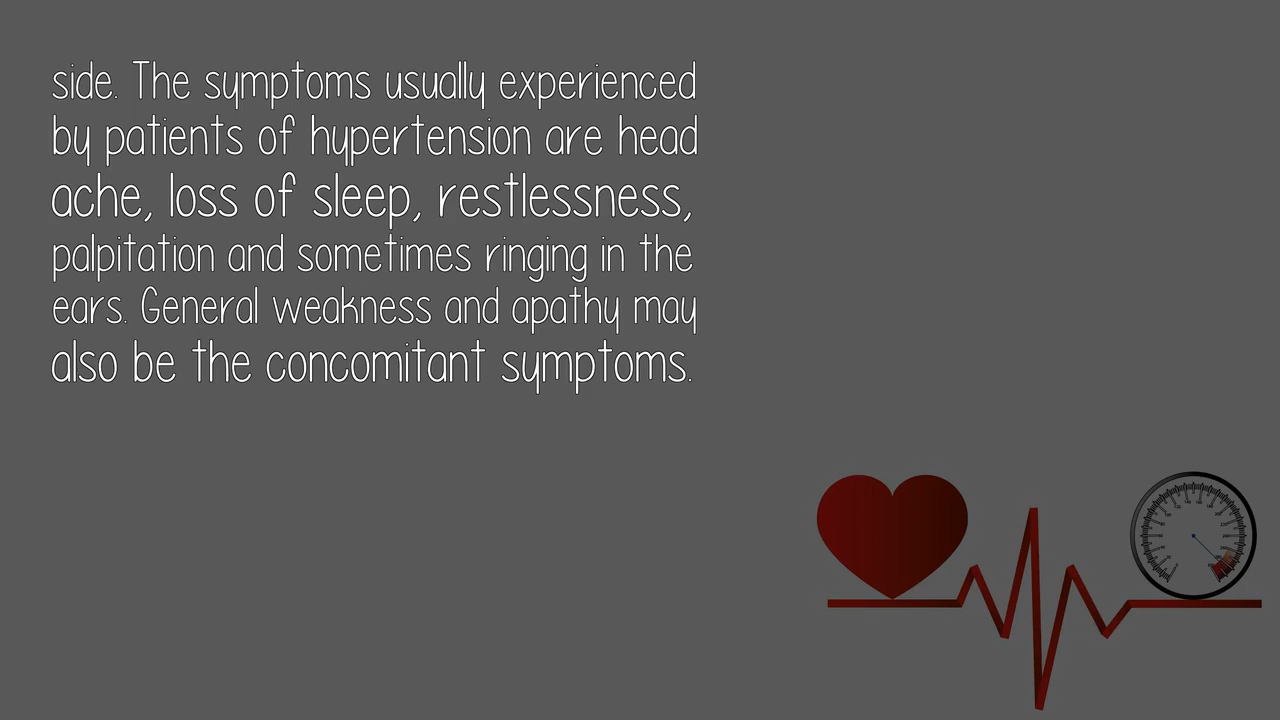 side. The symptoms usually experienced
by patients of hypertension are head
ache, loss of sleep, restlessness,
palpitation and sometimes ringing in the
ears. General weakness and apathy may
also be the concomitant symptoms.